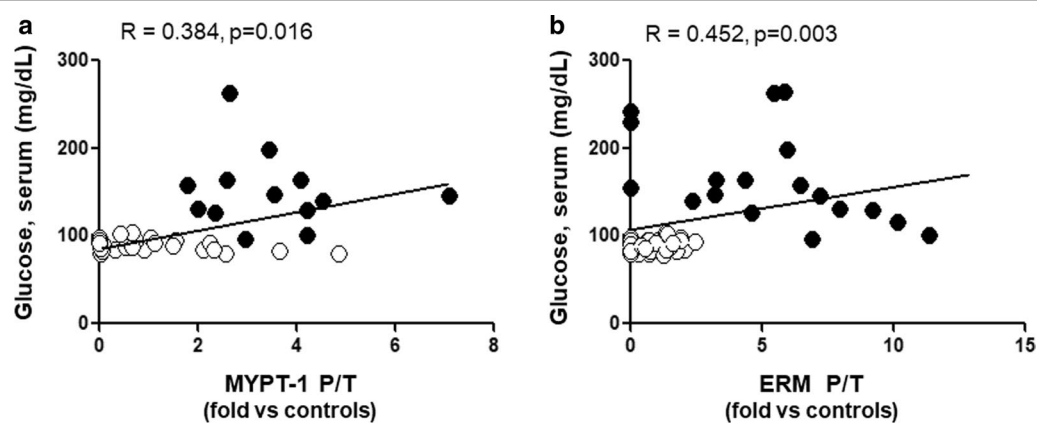 a
R = 0.384, p=0.016
Glucose, serum (mg/dL)
300
200
100
0
0 2 4 6 8
MYPT-1 P/T
(fold vs controls)
b
R = 0.452, p=0.003
Glucose, serum (mg/dL)
300
200
100
0
0 5 10 15
ERM P/T
(fold vs controls)